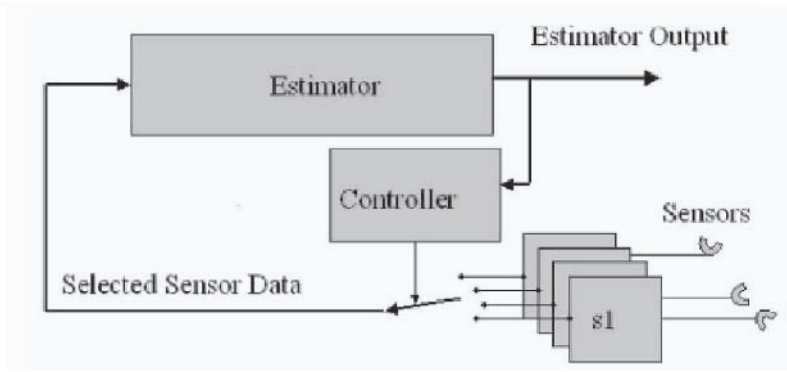 Estimator Output
Estimator
Controller
Sensors
Selected Sensor Data
s1